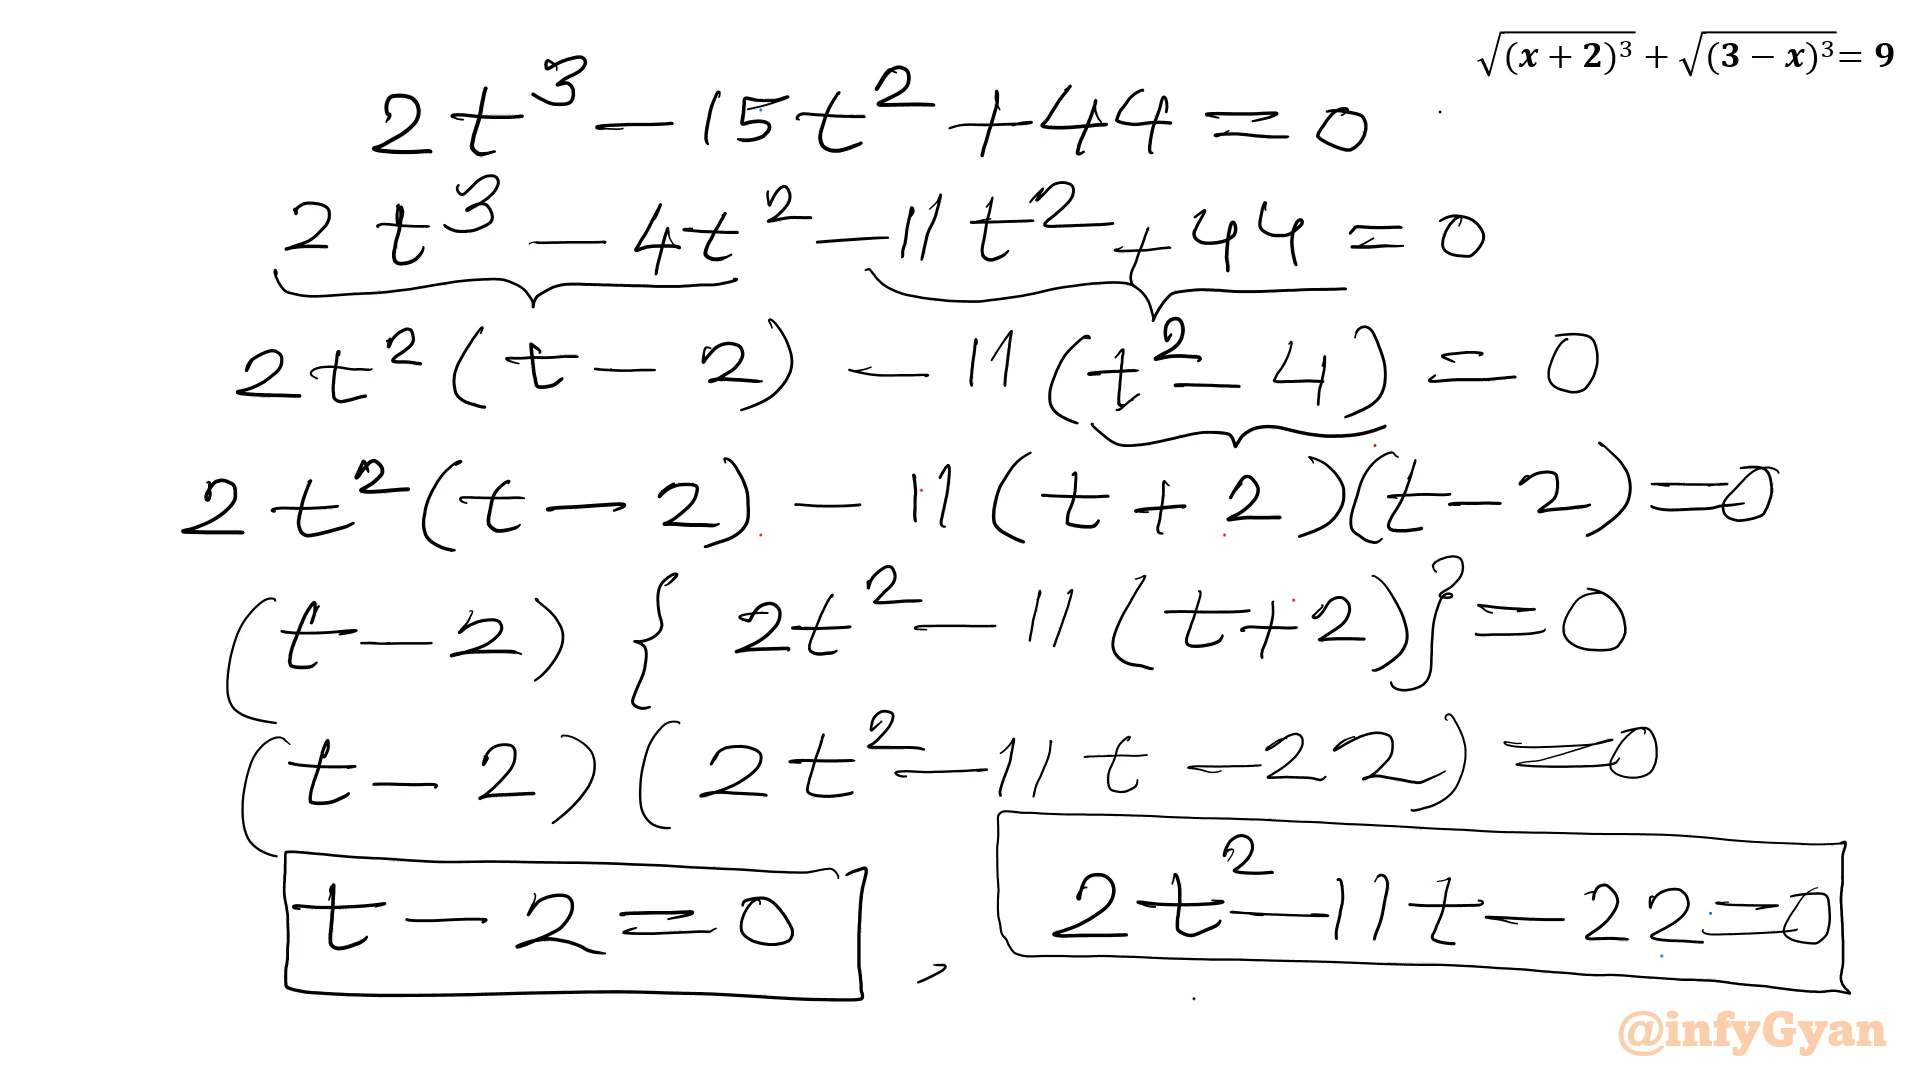 √(x + 2)³ + √(3 − x)³ = 9
2t³ − 15t² + 44 = 0
2t³ − 4t² − 11t² + 44 = 0
2t²(t − 2) − 11(t² − 4) = 0
2t²(t − 2) − 11(t + 2)(t − 2) = 0
(t − 2){2t² − 11(t + 2)} = 0
(t − 2)(2t² − 11t − 22) = 0
t − 2 = 0 , 2t² − 11t − 22 = 0
@infyGyan